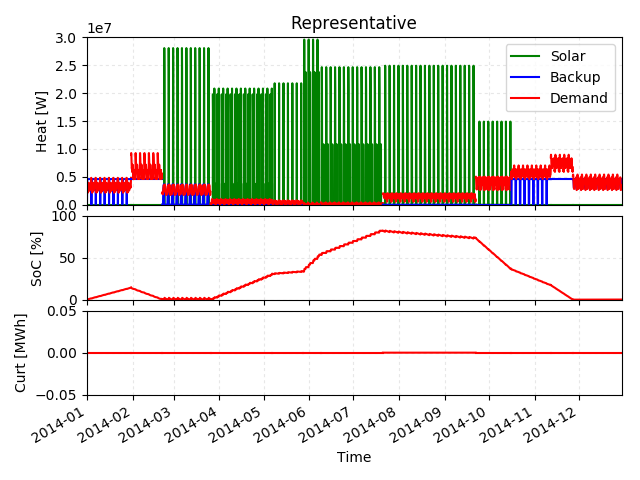 Representative
1e7
3.0
2.5
2.0
1.5
1.0
0.5
0.0
Heat [W]
Solar
Backup
Demand
100
50
0
SoC [%]
0.05
0.00
−0.05
Curt [MWh]
2014-01
2014-02
2014-03
2014-04
2014-05
2014-06
2014-07
2014-08
2014-09
2014-10
2014-11
2014-12
Time